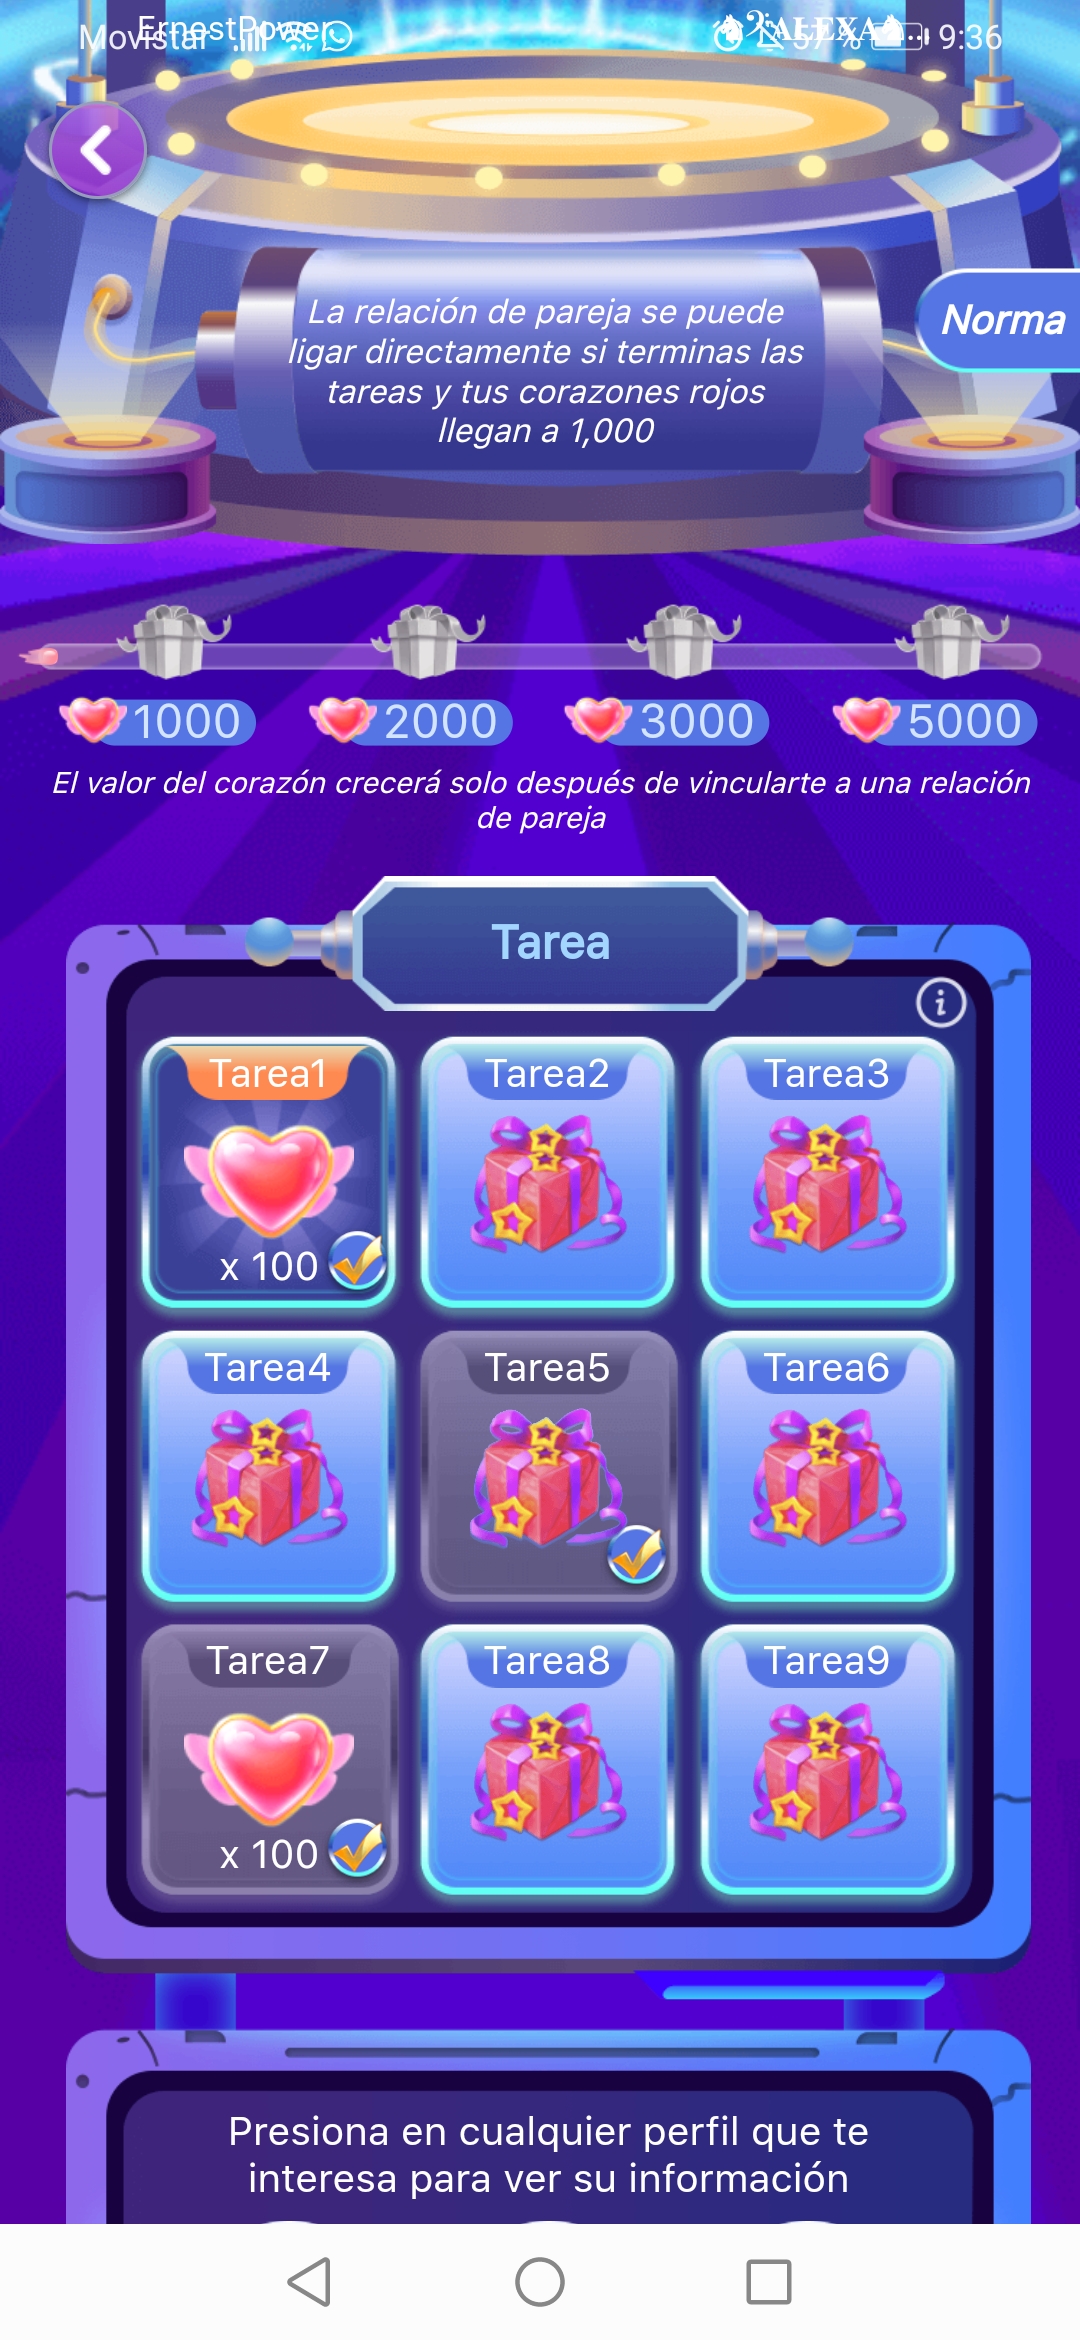 ErnestPower
ALEXA
Movistar
57 %
9:36
La relación de pareja se puede
ligar directamente si terminas las
tareas y tus corazones rojos
llegan a 1,000
Norma
1000
2000
3000
5000
El valor del corazón crecerá solo después de vincularte a una relación
de pareja
Tarea
Tarea1
Tarea2
Tarea3
x 100
Tarea4
Tarea5
Tarea6
Tarea7
Tarea8
Tarea9
x 100
Presiona en cualquier perfil que te
interesa para ver su información